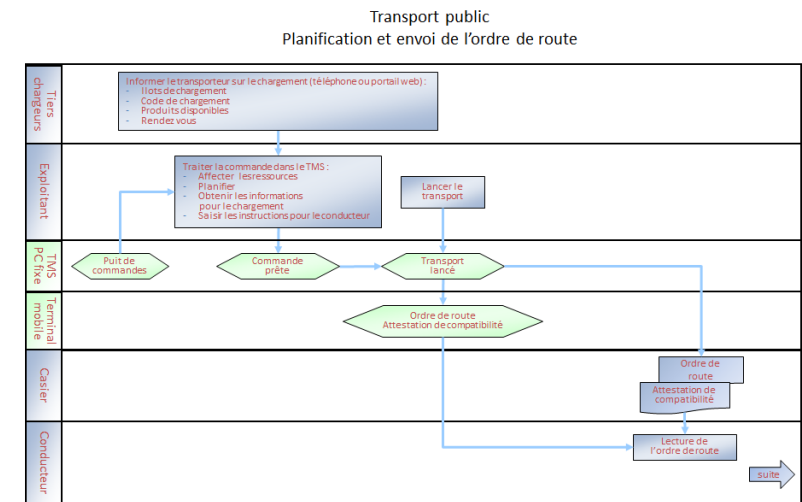 Transport public
Planification et envoi de l’ordre de route
Tiers
chargeurs
Informer le transporteur sur le chargement (téléphone ou portail web) :
- Ilots de chargement
- Code de chargement
- Produits disponibles
- Rendez vous
Exploitant
Traiter la commande dans le TMS :
- Affecter les ressources
- Planifier
- Obtenir les informations
pour le chargement
- Saisir les instructions pour le conducteur
Lancer le
transport
TMS
PC fixe
Puit de
commandes
Commande
prête
Transport
lancé
Terminal
mobile
Ordre de route
Attestation de compatibilité
Casier
Ordre de
route
Attestation de
compatibilité
Conducteur
Lecture de
l’ordre de route
suite